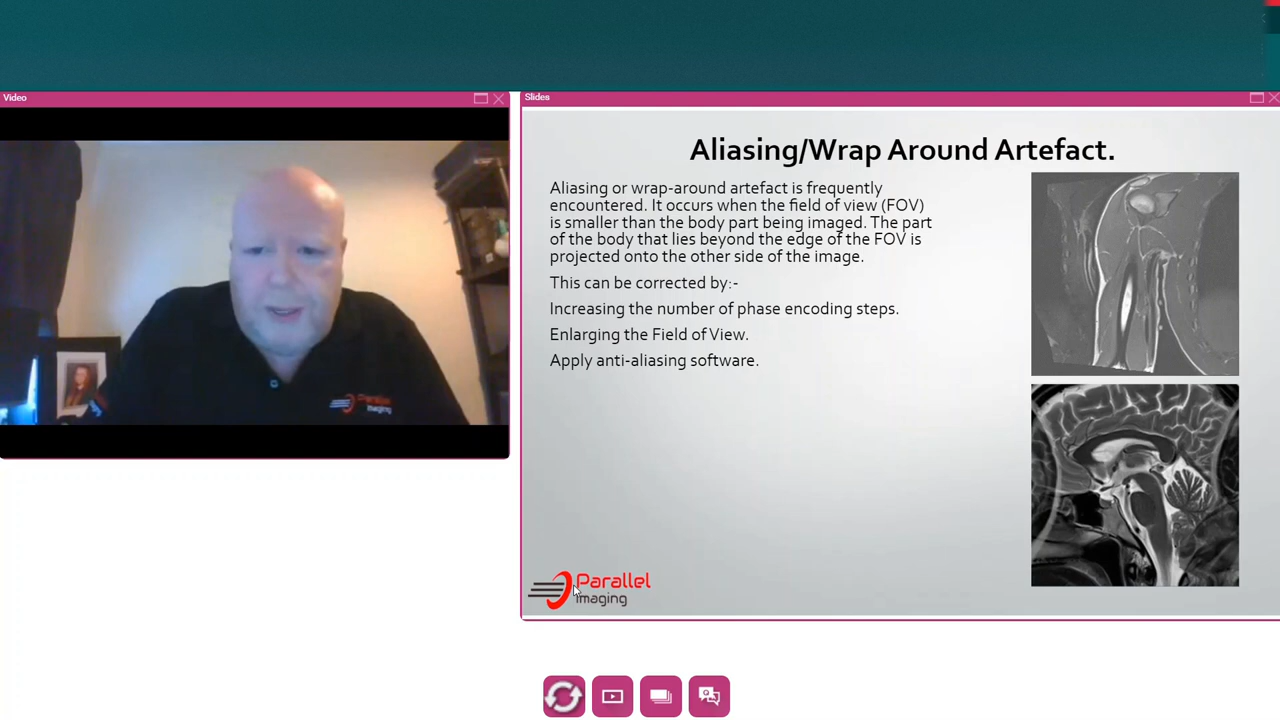 Video
Slides
Aliasing/Wrap Around Artefact.
Aliasing or wrap-around artefact is frequently
encountered. It occurs when the field of view (FOV)
is smaller than the body part being imaged. The part
of the body that lies beyond the edge of the FOV is
projected onto the other side of the image.
This can be corrected by:-
Increasing the number of phase encoding steps.
Enlarging the Field of View.
Apply anti-aliasing software.
Parallel
Imaging
Parallel
Imaging